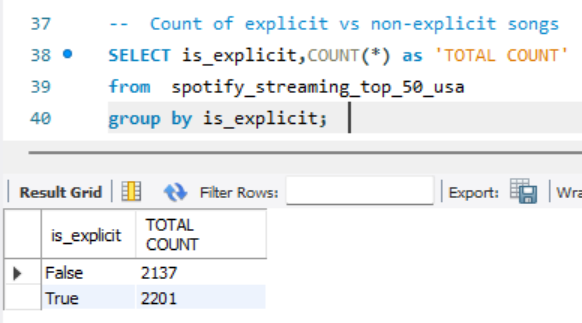 37 -- Count of explicit vs non-explicit songs
38 SELECT is_explicit,COUNT(*) as 'TOTAL COUNT'
39 from spotify_streaming_top_50_usa
40 group by is_explicit;
Result Grid Filter Rows: Export:
is_explicit TOTAL COUNT
False 2137
True 2201